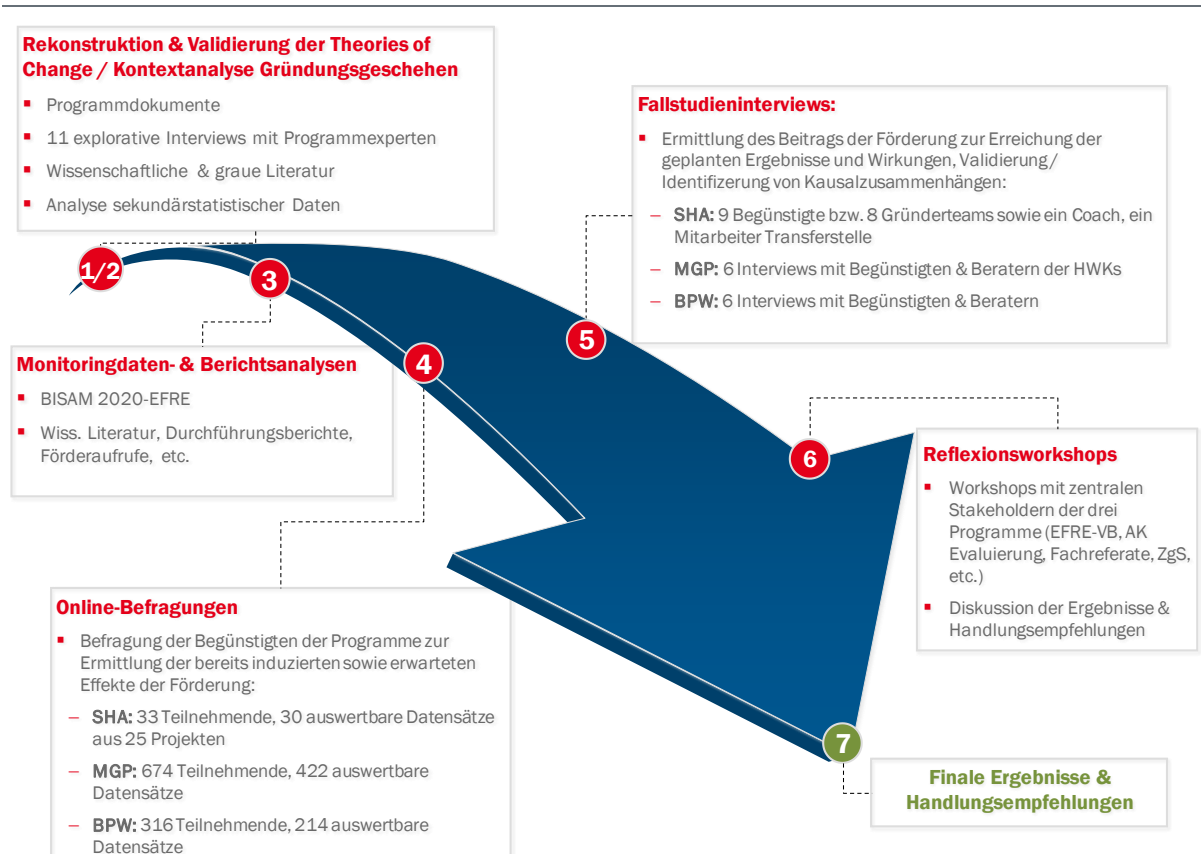 Rekonstruktion & Validierung der Theories of
Change / Kontextanalyse Gründungsgeschehen
▪ Programmdokumente
▪ 11 explorative Interviews mit Programmexperten
▪ Wissenschaftliche & graue Literatur
▪ Analyse sekundärstatistischer Daten
1/2
3
Monitoringdaten- & Berichtsanalysen
▪ BISAM 2020-EFRE
▪ Wiss. Literatur, Durchführungsberichte,
Förderaufrufe, etc.
4
Online-Befragungen
▪ Befragung der Begünstigten der Programme zur
Ermittlung der bereits induzierten sowie erwarteten
Effekte der Förderung:
– SHA: 33 Teilnehmende, 30 auswertbare Datensätze
aus 25 Projekten
– MGP: 674 Teilnehmende, 422 auswertbare
Datensätze
– BPW: 316 Teilnehmende, 214 auswertbare
Datensätze
Fallstudieninterviews:
▪ Ermittlung des Beitrags der Förderung zur Erreichung der
geplanten Ergebnisse und Wirkungen, Validierung/
Identifizerung von Kausalzusammenhängen:
– SHA: 9 Begünstigte bzw. 8 Gründerteams sowie ein Coach, ein
Mitarbeiter Transferstelle
– MGP: 6 Interviews mit Begünstigten & Beratern der HWKs
– BPW: 6 Interviews mit Begünstigten & Beratern
5
6
Reflexionsworkshops
▪ Workshops mit zentralen
Stakeholdern der drei
Programme (EFRE-VB, AK
Evaluierung, Fachreferate, ZgS,
etc.)
▪ Diskussion der Ergebnisse &
Handlungsempfehlungen
7
Finale Ergebnisse &
Handlungsempfehlungen